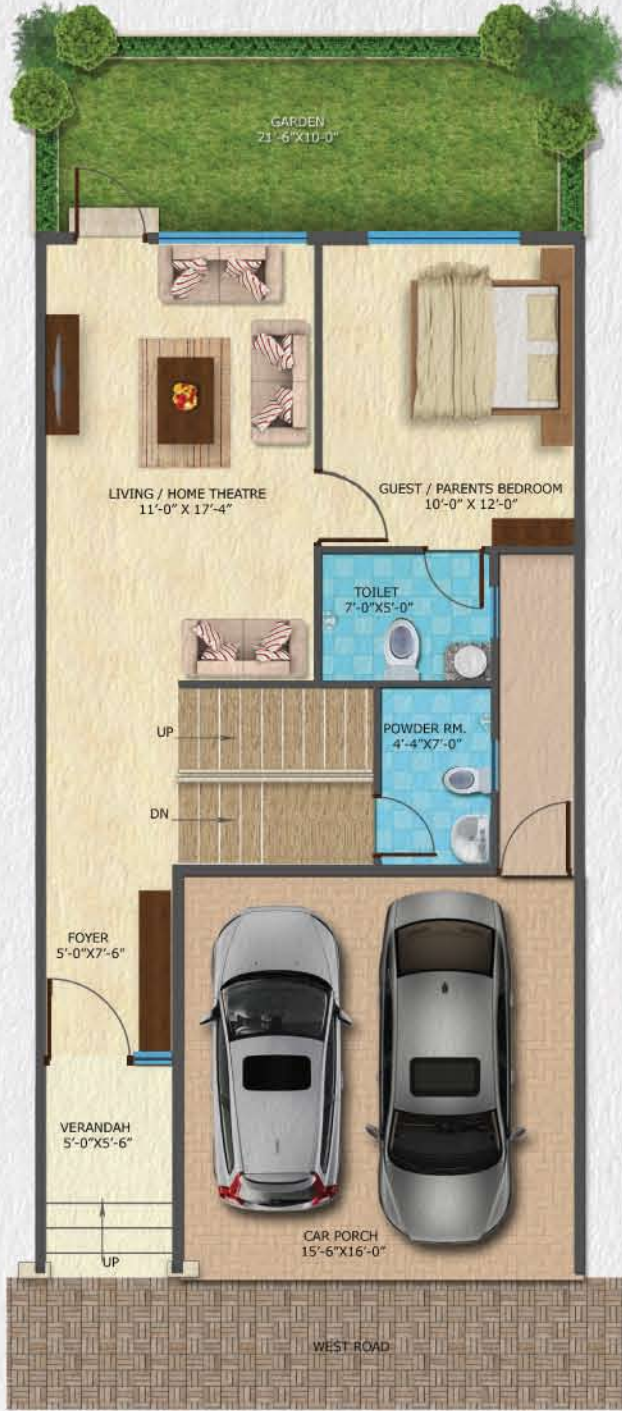 GARDEN
21'-6"X10-0"
LIVING / HOME THEATRE
11'-0" X 17'-4"
GUEST / PARENTS BEDROOM
10'-0" X 12'-0"
TOILET
7'-0"X5'-0"
UP
POWDER RM.
4'-4"X7'-0"
DN
FOYER
5'-0"X7'-6"
VERANDAH
5'-0"X5'-6"
CAR PORCH
15'-6"X16'-0"
UP
WEST ROAD